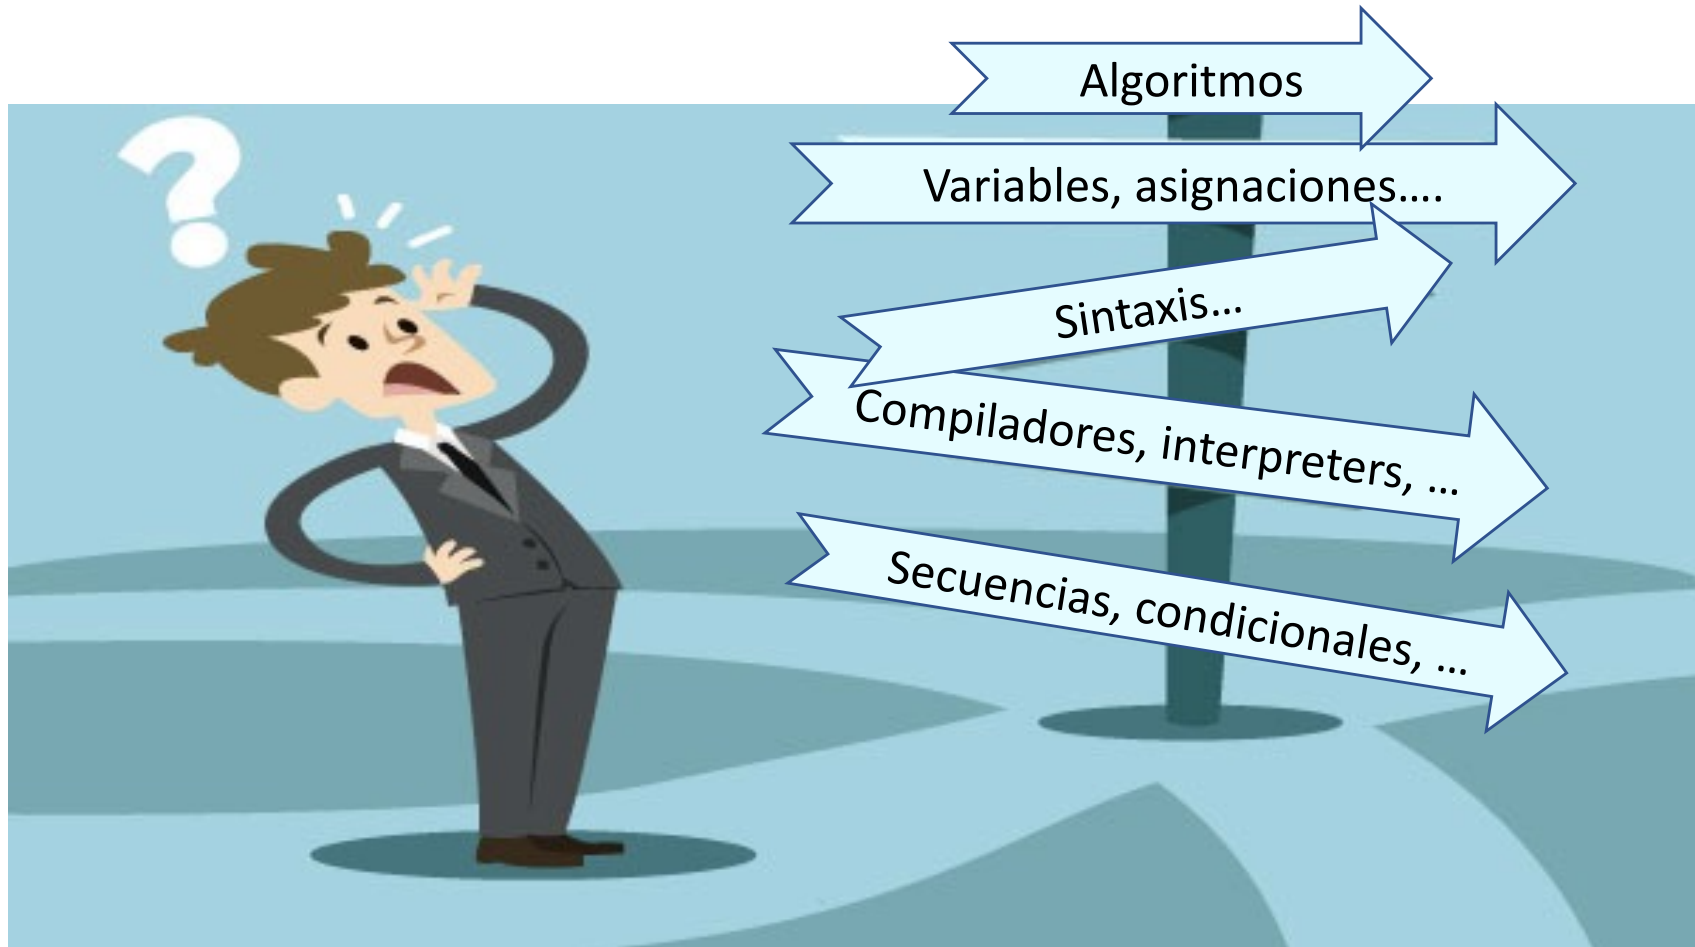 Algoritmos
Variables, asignaciones....
Sintaxis...
Compiladores, interpreters, ...
Secuencias, condicionales, ...
?